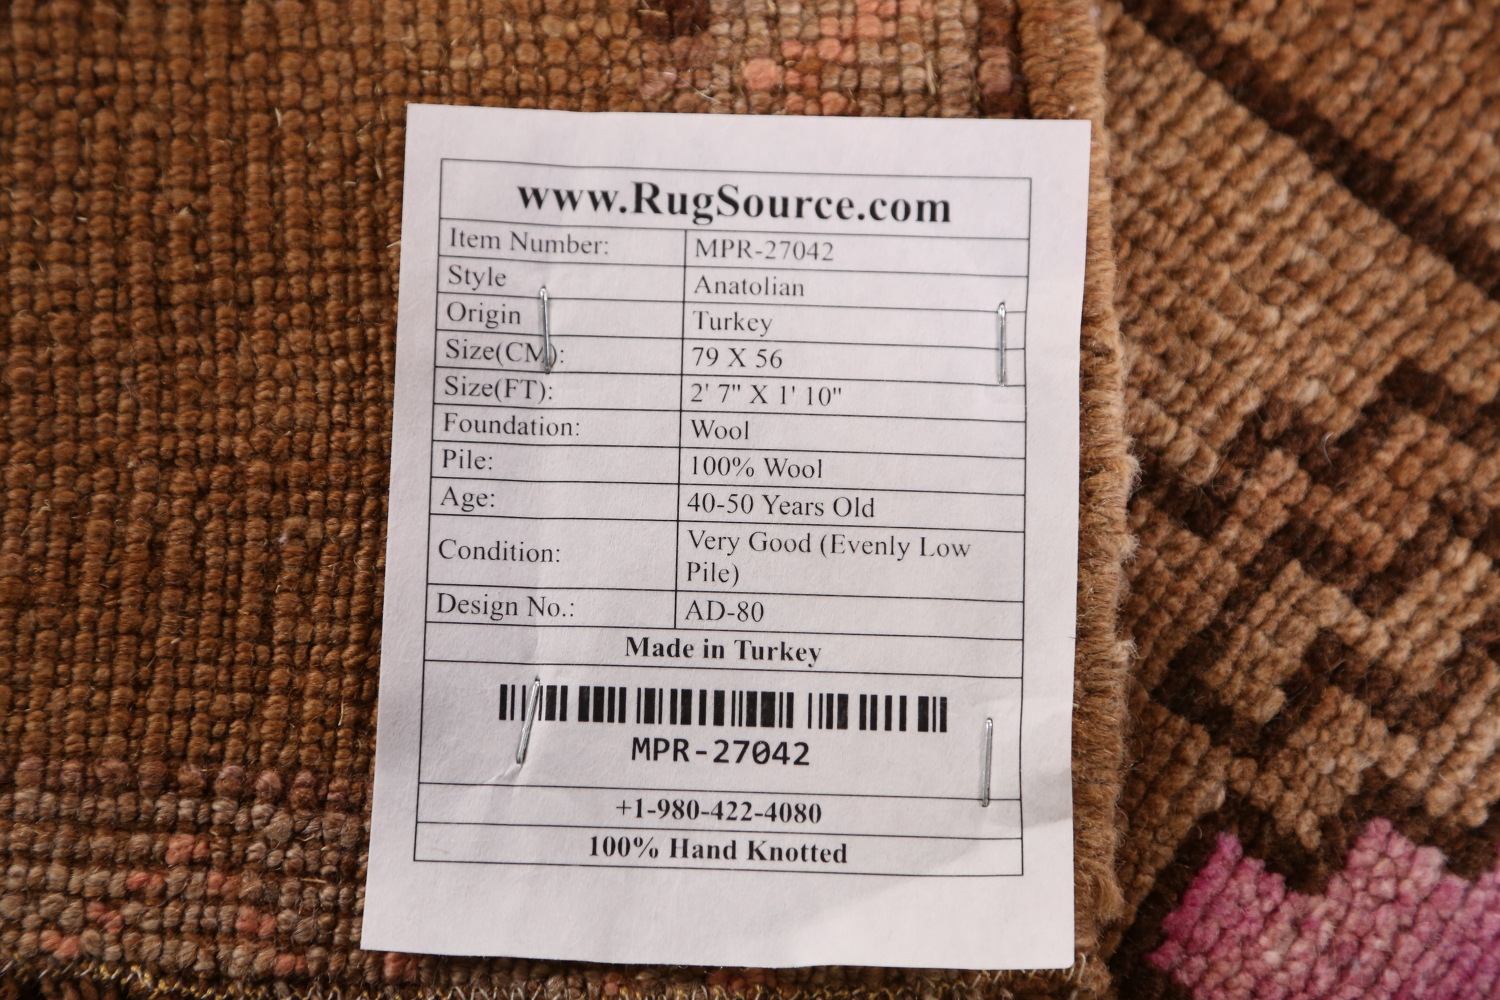 www.RugSource.com
Item Number: MPR-27042
Style Anatolian
Origin Turkey
Size(CM): 79 X 56
Size(FT): 2' 7" X 1' 10"
Foundation: Wool
Pile: 100% Wool
Age: 40-50 Years Old
Condition: Very Good (Evenly Low
Pile)
Design No.: AD-80
Made in Turkey
MPR-27042
+1-980-422-4080
100% Hand Knotted